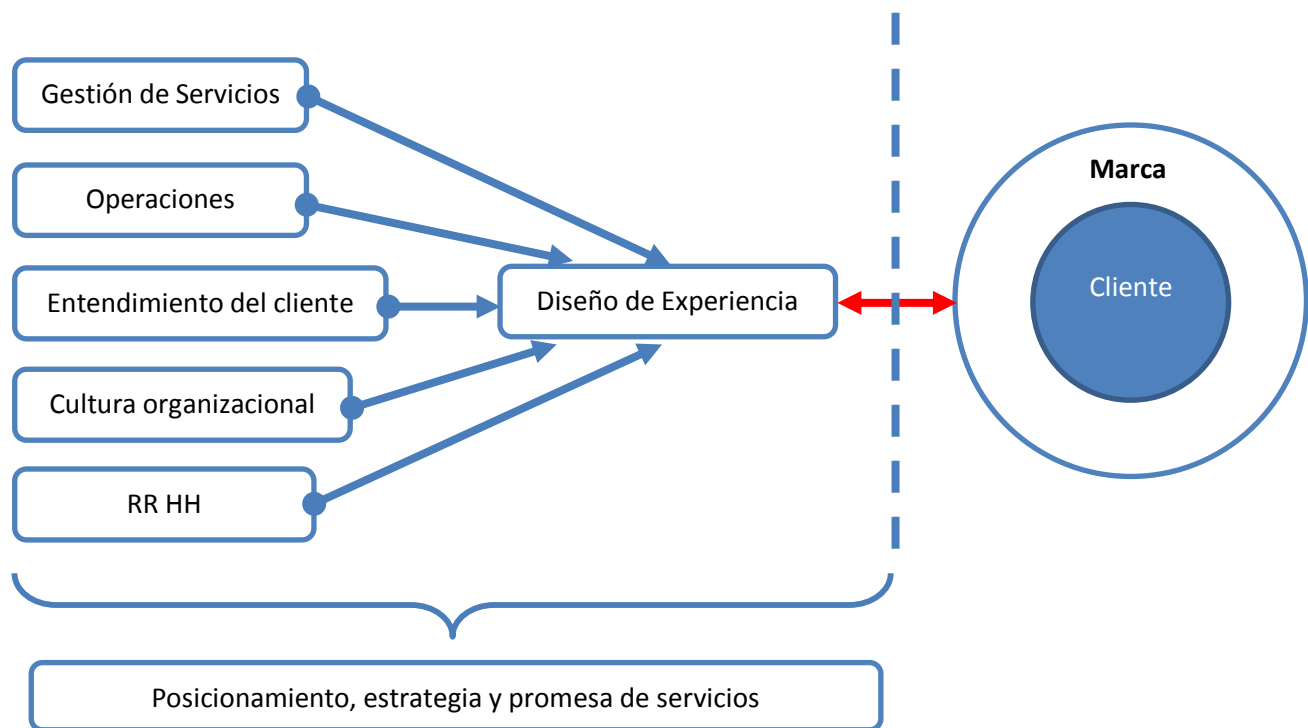 Gestión de Servicios
Operaciones
Entendimiento del cliente
Cultura organizacional
RR HH
Diseño de Experiencia
Marca
Cliente
Posicionamiento, estrategia y promesa de servicios